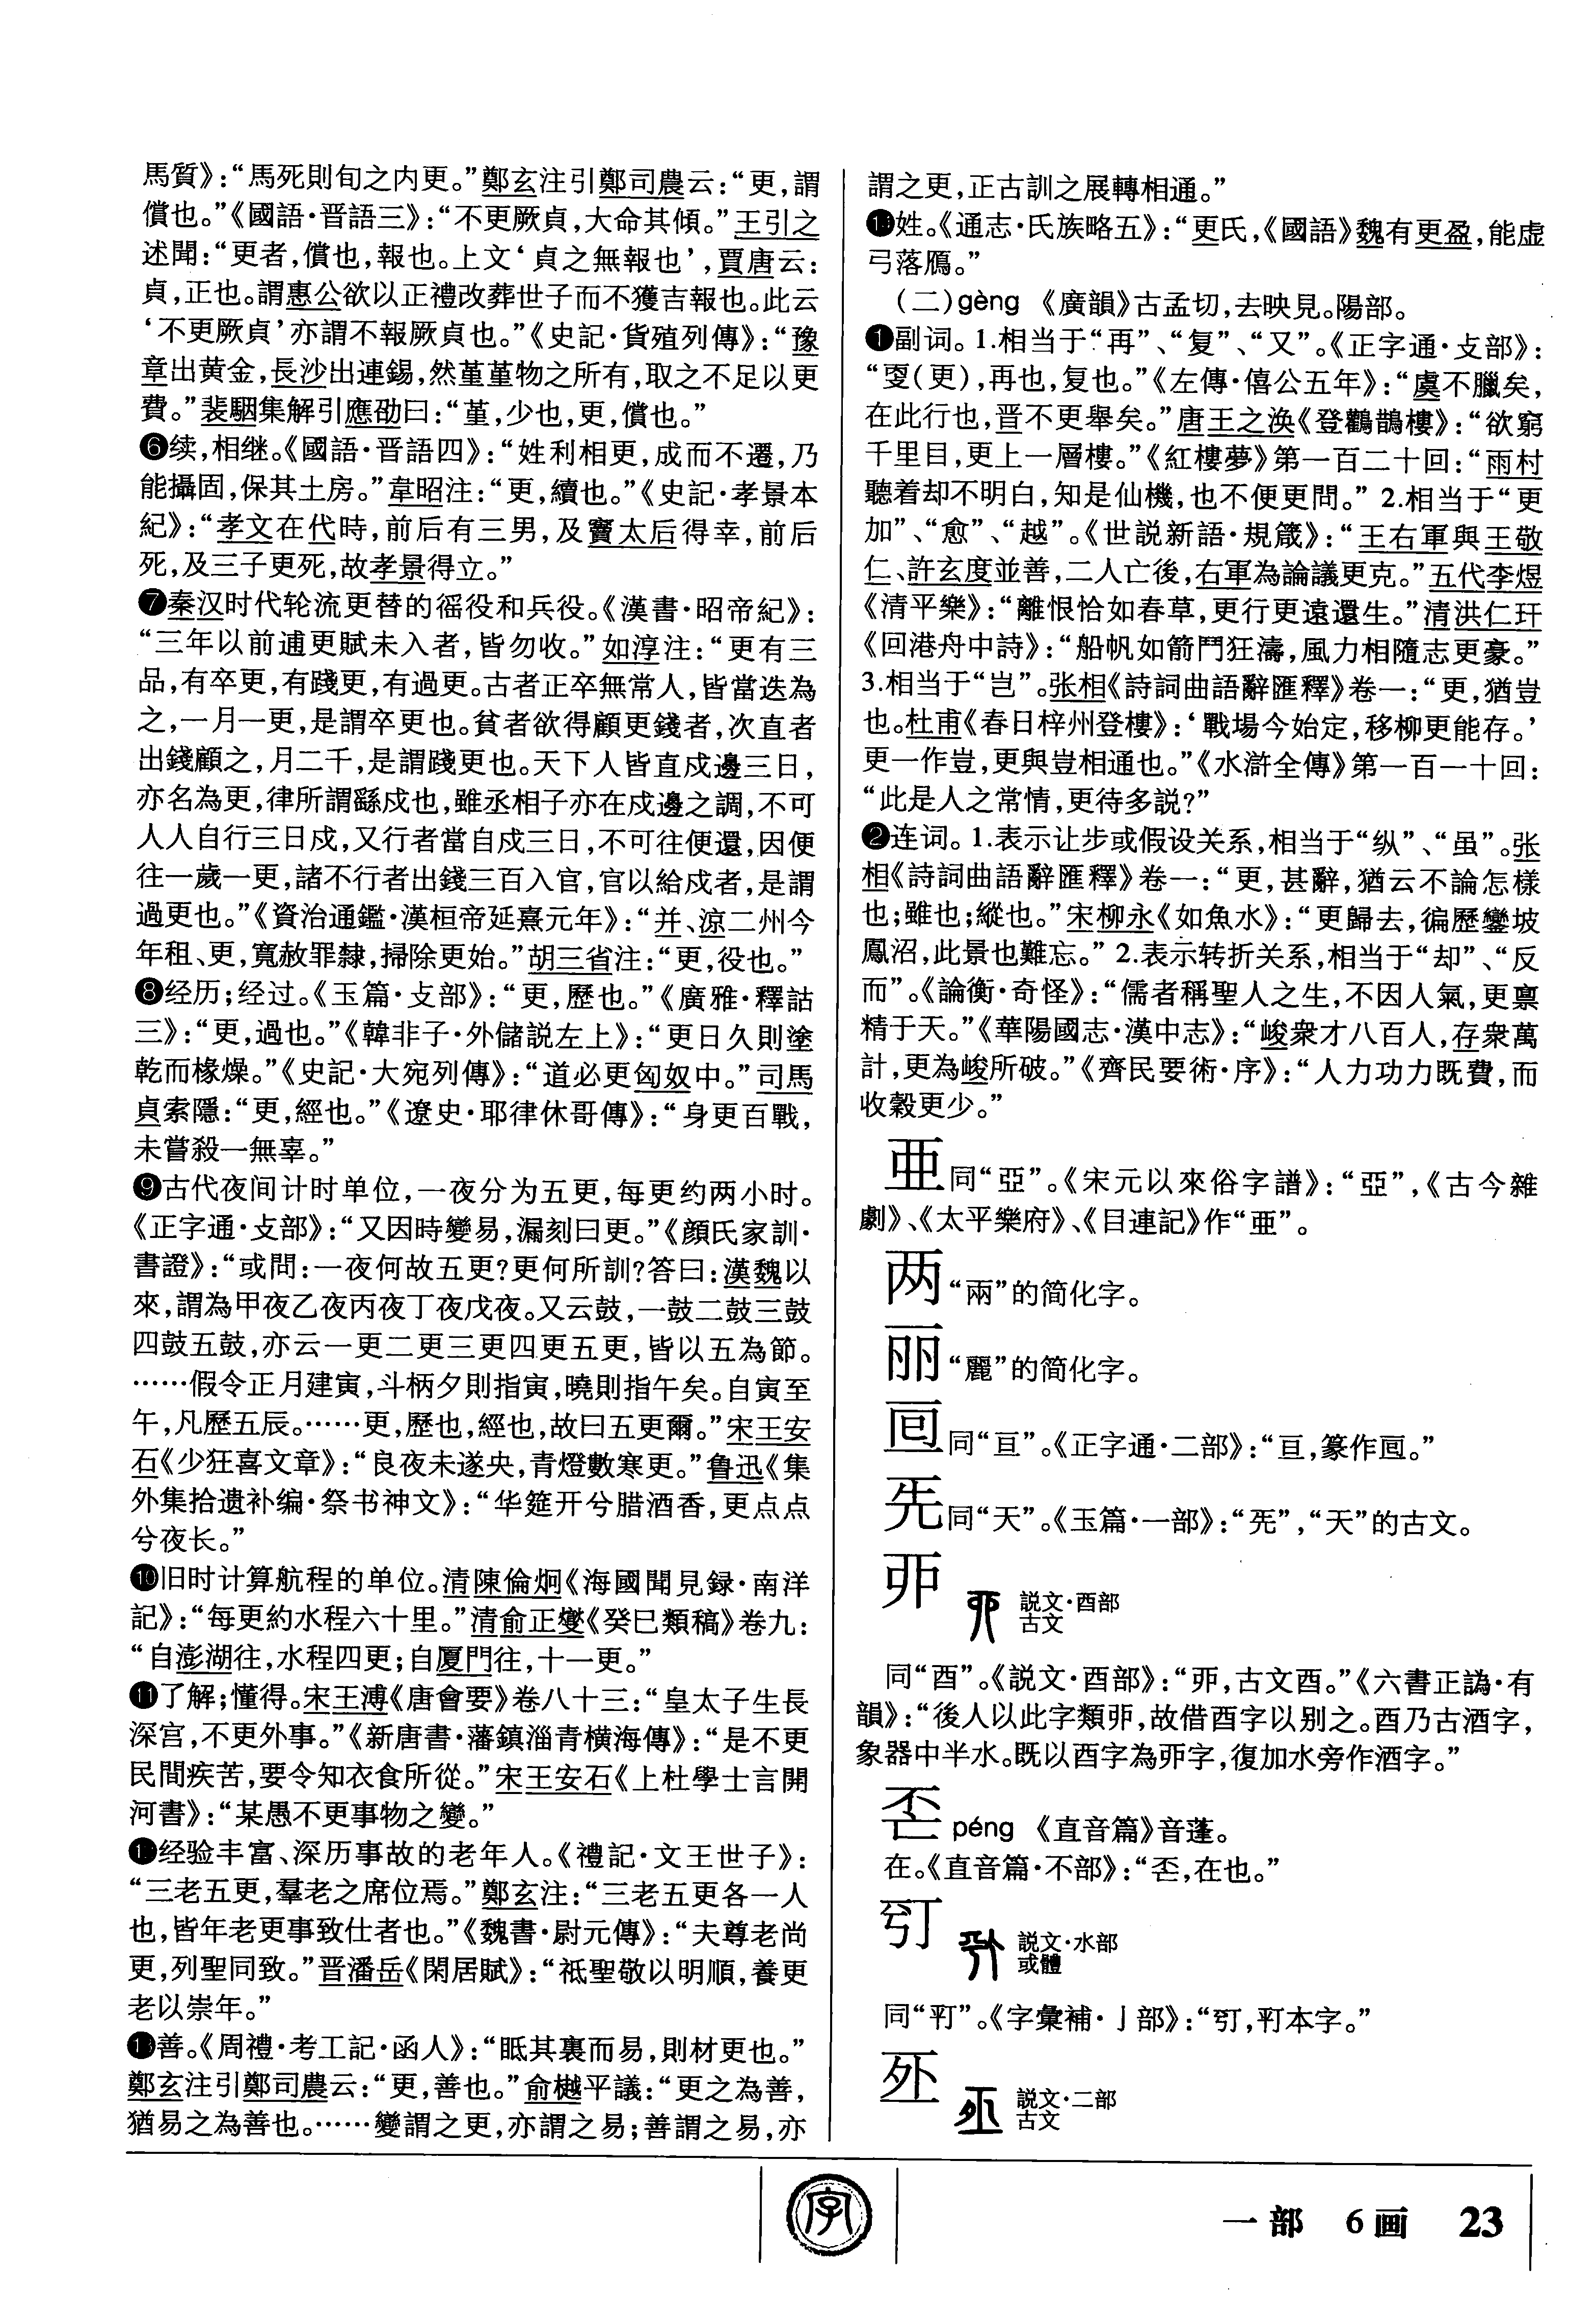 馬質》：“馬死則旬之内更。”鄭玄注引鄭司農云：“更，謂
償也。”《國語·晋語三》：“不更厥貞，大命其傾。”王引之
述聞：“更者，償也，報也。上文‘貞之無報也’，賈唐云：
貞，正也。謂惠公欲以正禮改葬世子而不獲吉報也。此云
‘不更厥貞’亦謂不報厥貞也。”《史記·貨殖列傳》：“豫
章出黄金，長沙出連錫，然堇堇物之所有，取之不足以更
費。”裴駰集解引應劭曰：“堇，少也，更，償也。”
❻续，相继。《國語·晋語四》：“姓利相更，成而不遷，乃
能攝固，保其土房。”韋昭注：“更，續也。”《史記·孝景本
紀》：“孝文在代時，前后有三男，及竇太后得幸，前后
死，及三子更死，故孝景得立。”
❼秦汉时代轮流更替的徭役和兵役。《漢書·昭帝紀》：
“三年以前逋更賦未入者，皆勿收。”如淳注：“更有三
品，有卒更，有踐更，有過更。古者正卒無常人，皆當迭為
之，一月一更，是謂卒更也。貧者欲得顧更錢者，次直者
出錢顧之，月二千，是謂踐更也。天下人皆直戍邊三日，
亦名為更，律所謂繇戍也，雖丞相子亦在戍邊之調，不可
人人自行三日戍，又行者當自戍三日，不可往便還，因便
往一歲一更，諸不行者出錢三百入官，官以給戍者，是謂
過更也。”《資治通鑑·漢桓帝延熹元年》：“并、涼二州今
年租、更，寬赦罪隸，掃除更始。”胡三省注：“更，役也。”
❽经历；经过。《玉篇·攴部》：“更，歷也。”《廣雅·釋詁
三》：“更，過也。”《韓非子·外儲説左上》：“更日久則塗
乾而椽燥。”《史記·大宛列傳》：“道必更匈奴中。”司馬
貞索隱：“更，經也。”《遼史·耶律休哥傳》：“身更百戰，
未嘗殺一無辜。”
❾古代夜间计时单位，一夜分为五更，每更约两小时。
《正字通·攴部》：“又因時變易，漏刻曰更。”《顔氏家訓·
書證》：“或問：一夜何故五更？更何所訓？答曰：漢魏以
來，謂為甲夜乙夜丙夜丁夜戊夜。又云鼓，一鼓二鼓三鼓
四鼓五鼓，亦云一更二更三更四更五更，皆以五為節。
……假令正月建寅，斗柄夕則指寅，曉則指午矣。自寅至
午，凡歷五辰。……更，歷也，經也，故曰五更爾。”宋王安
石《少狂喜文章》：“良夜未遂央，青燈數寒更。”鲁迅《集
外集拾遗补编·祭书神文》：“华筵开兮腊酒香，更点点
兮夜长。”
❿旧时计算航程的单位。清陳倫炯《海國聞見録·南洋
記》：“每更約水程六十里。”清俞正燮《癸巳類稿》卷九：
“自澎湖往，水程四更；自厦門往，十一更。”
⓫了解；懂得。宋王溥《唐會要》卷八十三：“皇太子生長
深宫，不更外事。”《新唐書·藩鎮淄青横海傳》：“是不更
民間疾苦，要令知衣食所從。”宋王安石《上杜學士言開
河書》：“某愚不更事物之變。”
⓬经验丰富、深历事故的老年人。《禮記·文王世子》：
“三老五更，羣老之席位焉。”鄭玄注：“三老五更各一人
也，皆年老更事致仕者也。”《魏書·尉元傳》：“夫尊老尚
更，列聖同致。”晋潘岳《閑居賦》：“祗聖敬以明順，養更
老以崇年。”
⓭善。《周禮·考工記·函人》：“眡其裏而易，則材更也。”
鄭玄注引鄭司農云：“更，善也。”俞樾平議：“更之為善，
猶易之為善也。……變謂之更，亦謂之易；善謂之易，亦
謂之更，正古訓之展轉相通。”
⓮姓。《通志·氏族略五》：“更氏，《國語》魏有更盈，能虚
弓落鴈。”
（二）gèng 《廣韻》古孟切，去映見。陽部。
❶副词。1.相当于“再”、“复”、“又”。《正字通·攴部》：
“㪅（更），再也，复也。”《左傳·僖公五年》：“虞不臘矣，
在此行也，晋不更舉矣。”唐王之涣《登鸛鵲樓》：“欲窮
千里目，更上一層樓。”《紅樓夢》第一百二十回：“雨村
聽着却不明白，知是仙機，也不便更問。” 2.相当于“更
加”、“愈”、“越”。《世説新語·規箴》：“王右軍與王敬
仁、許玄度並善，二人亡後，右軍為論議更克。”五代李煜
《清平樂》：“離恨恰如春草，更行更遠還生。”清洪仁玕
《回港舟中詩》：“船帆如箭鬥狂濤，風力相隨志更豪。”
3.相当于“岂”。张相《詩詞曲語辭匯釋》卷一：“更，猶豈
也。杜甫《春日梓州登樓》：‘戰場今始定，移柳更能存。’
更一作豈，更與豈相通也。”《水滸全傳》第一百一十回：
“此是人之常情，更待多説？”
❷连词。1.表示让步或假设关系，相当于“纵”、“虽”。张
相《詩詞曲語辭匯釋》卷一：“更，甚辭，猶云不論怎樣
也；雖也；縱也。”宋柳永《如魚水》：“更歸去，徧歷鑾坡
鳳沼，此景也難忘。” 2.表示转折关系，相当于“却”、“反
而”。《論衡·奇怪》：“儒者稱聖人之生，不因人氣，更禀
精于天。”《華陽國志·漢中志》：“峻衆才八百人，存衆萬
計，更為峻所破。”《齊民要術·序》：“人力功力既費，而
收穀更少。”
亜同“亞”。《宋元以來俗字譜》：“亞”，《古今雜
劇》、《太平樂府》、《目連記》作“亜”。
两“兩”的简化字。
丽“麗”的简化字。
𠄢同“亘”。《正字通·二部》：“亘，篆作𠄢。”
兂同“天”。《玉篇·一部》：“兂”，“天”的古文。
丣 説文·酉部
古文
同“酉”。《説文·酉部》：“丣，古文酉。”《六書正譌·有
韻》：“後人以此字類丣，故借酉字以别之。酉乃古酒字，
象器中半水。既以酉字為丣字，復加水旁作酒字。”
péng 《直音篇》音蓬。
在。《直音篇·不部》：“，在也。”
説文·水部
或體
同“”。《字彙補·亅部》：“，本字。”
説文·二部
古文
一部 6画 23
字